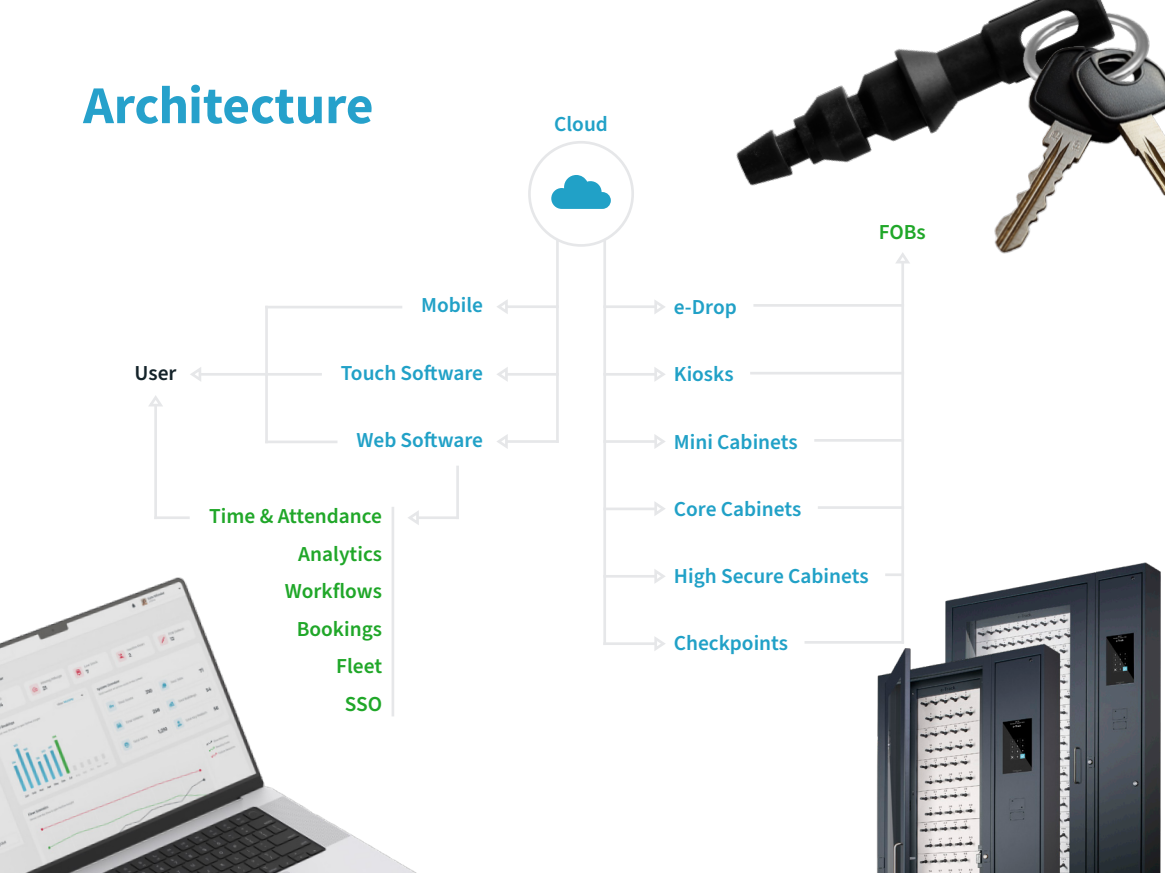 Architecture
Cloud
FOBs
Mobile
e-Drop
User
Touch Software
Kiosks
Web Software
Mini Cabinets
Time & Attendance
Core Cabinets
Analytics
High Secure Cabinets
Workflows
Bookings
Checkpoints
Fleet
SSO